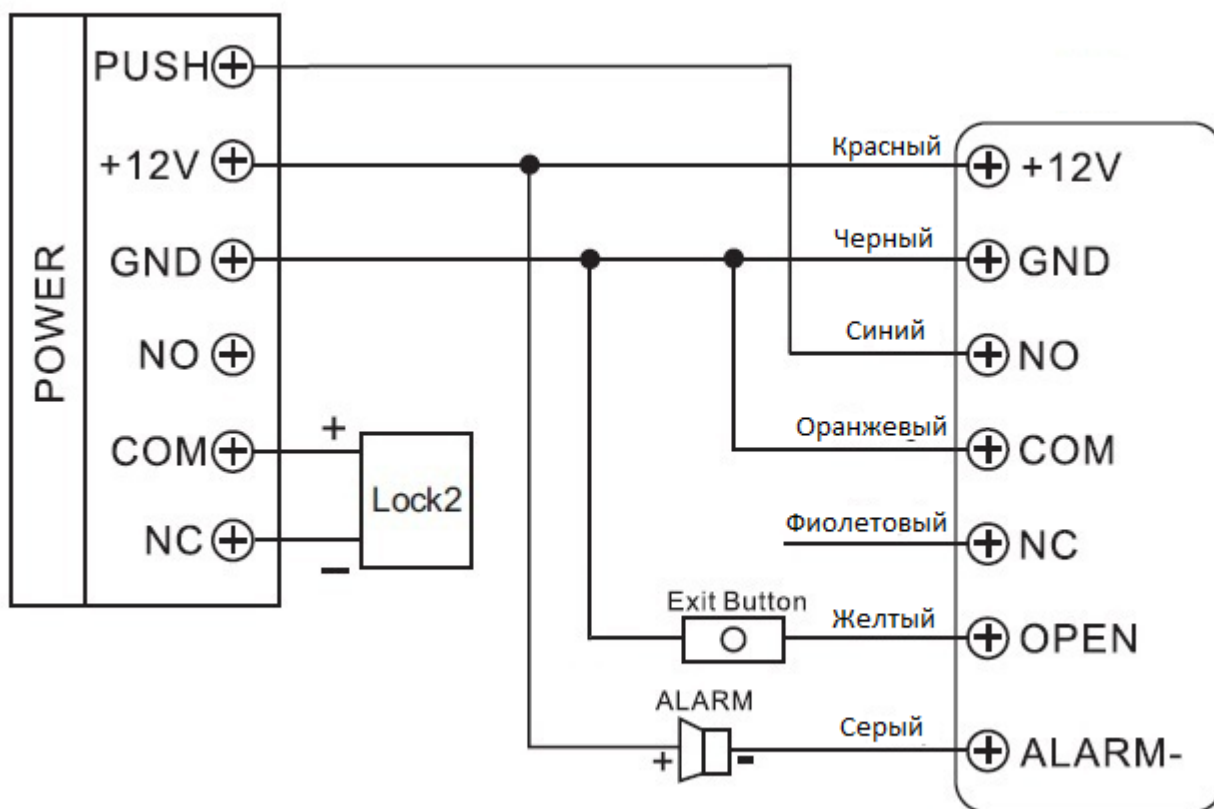 POWER
PUSH
+12V
GND
NO
COM
NC
+
Lock2
−
Красный
Черный
Синий
Оранжевый
Фиолетовый
Exit Button
Желтый
ALARM
+
-
Серый
+12V
GND
NO
COM
NC
OPEN
ALARM-